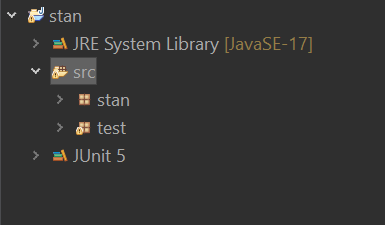 stan
JRE System Library [JavaSE-17]
src
stan
test
JUnit 5